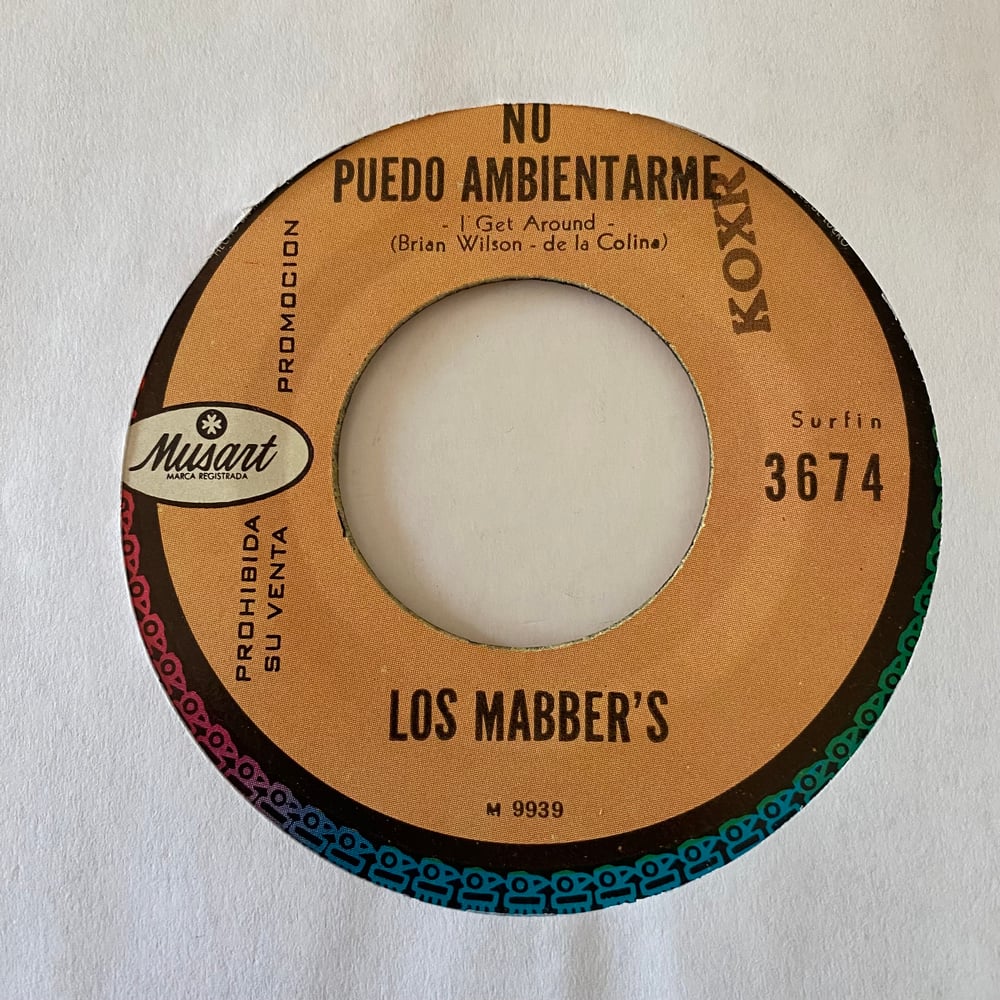 NO
PUEDO AMBIENTARME
- I Get Around -
(Brian Wilson - de la Colina)
KOXR
PROMOCION
Musart
MARCA REGISTRADA
PROHIBIDA
SU VENTA
Surfin
3674
LOS MABBER'S
M 9939